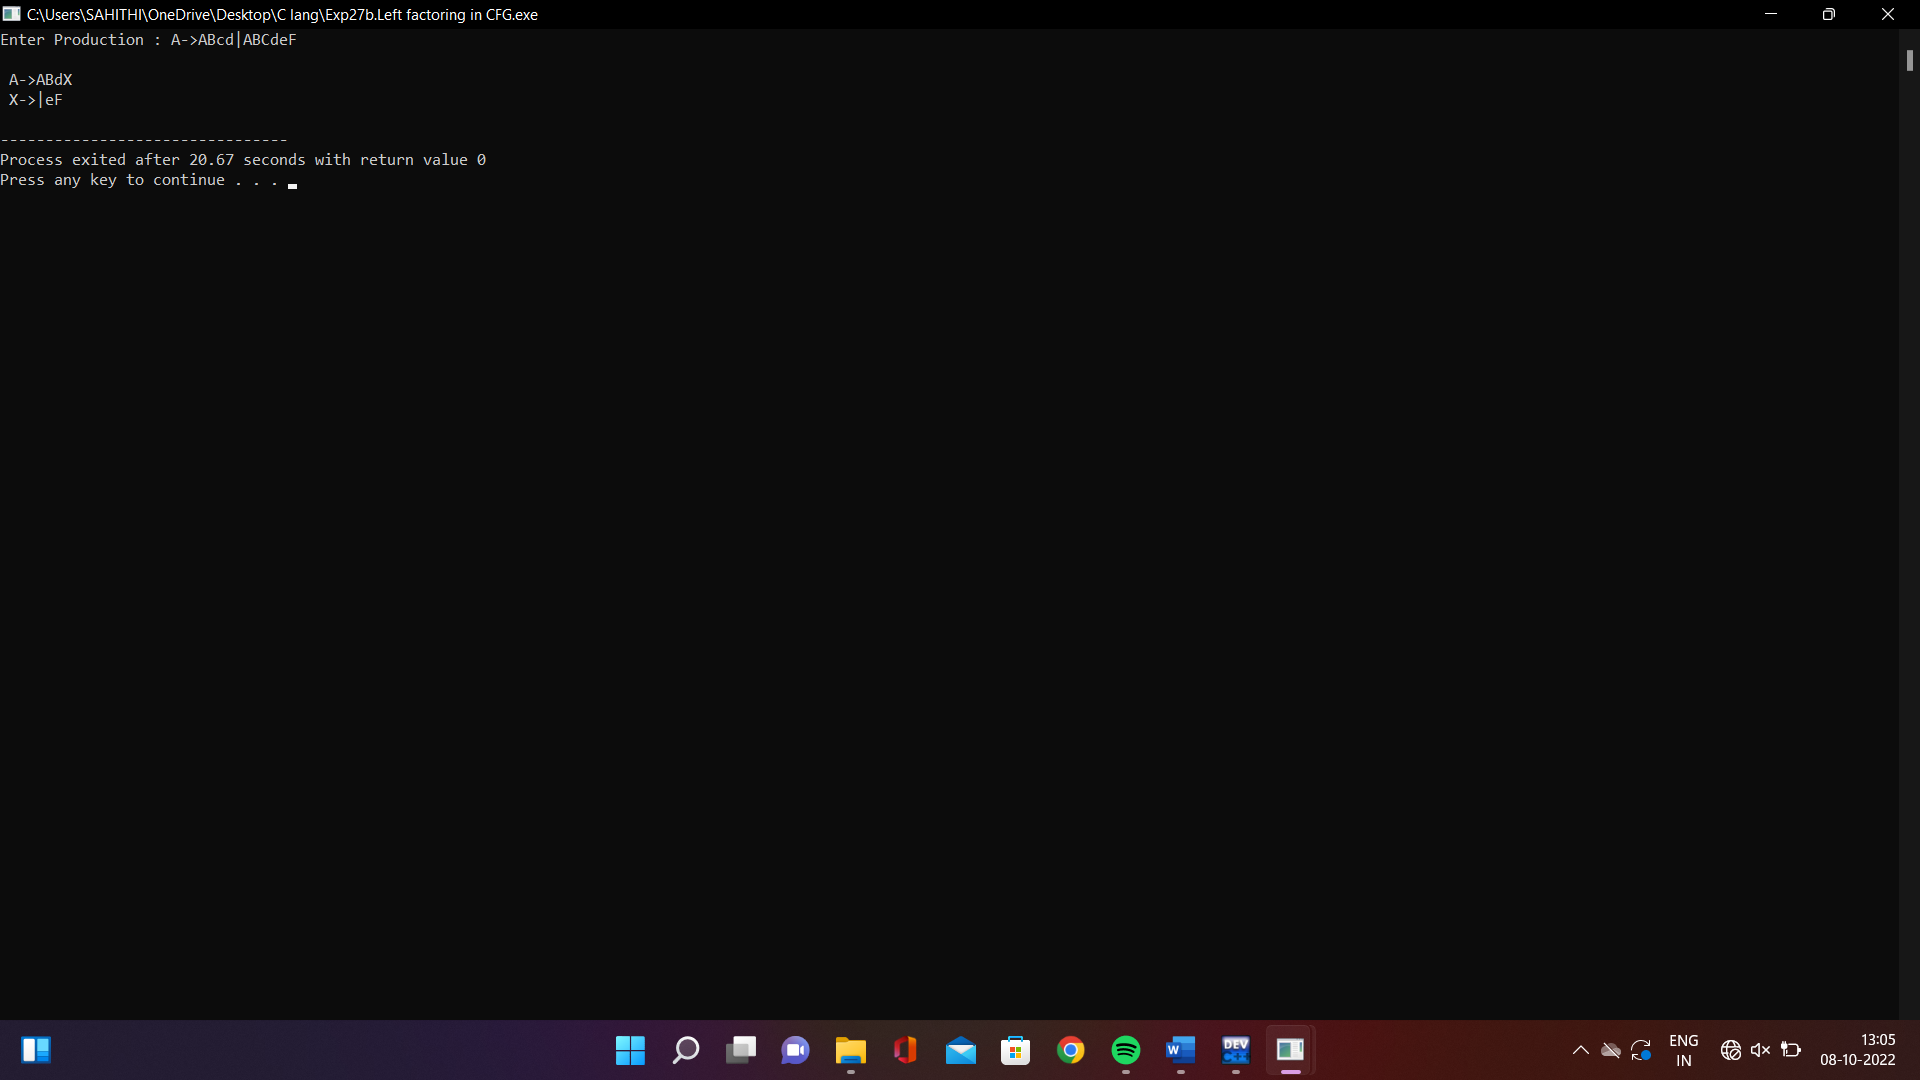 C:\Users\SAHITHI\OneDrive\Desktop\C lang\Exp27b.Left factoring in CFG.exe
Enter Production : A->ABcd|ABCdeF
A->ABdX
X->|eF
--------------------------------
Process exited after 20.67 seconds with return value 0
Press any key to continue . . .
W
DEV
C++
ENG
IN
13:05
08-10-2022